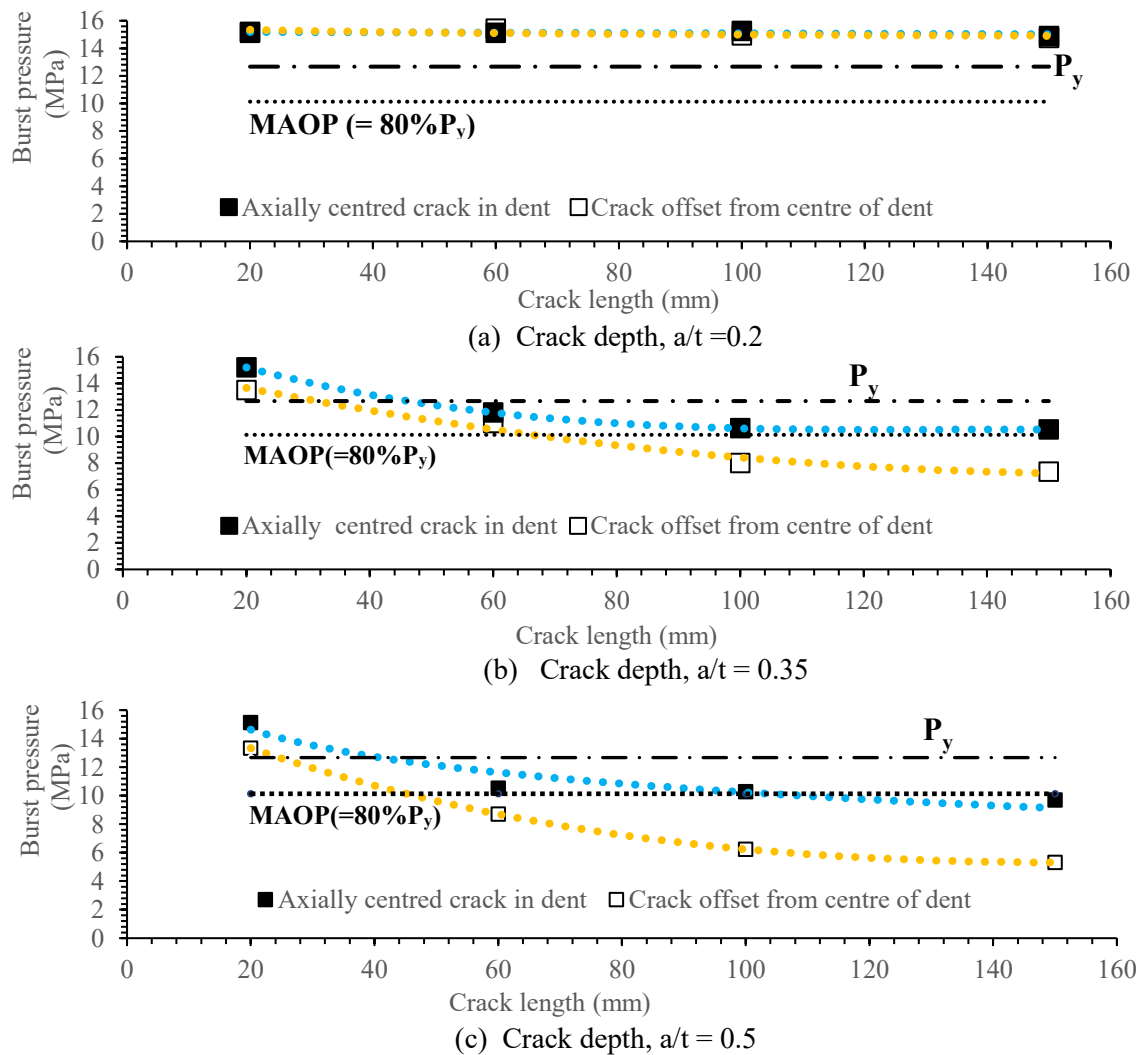 Burst pressure
(MPa)
16
14
12
10
8
6
4
2
0
P_y
MAOP (= 80%P_y)
Axially centred crack in dent
Crack offset from centre of dent
0 20 40 60 80 100 120 140 160
Crack length (mm)
(a) Crack depth, a/t =0.2
Burst pressure
(MPa)
16
14
12
10
8
6
4
2
0
P_y
MAOP(=80%P_y)
Axially centred crack in dent
Crack offset from centre of dent
0 20 40 60 80 100 120 140 160
Crack length (mm)
(b) Crack depth, a/t = 0.35
Burst pressure
(MPa)
16
14
12
10
8
6
4
2
0
P_y
MAOP(=80%P_y)
Axially centred crack in dent
Crack offset from centre of dent
0 20 40 60 80 100 120 140 160
Crack length (mm)
(c) Crack depth, a/t = 0.5